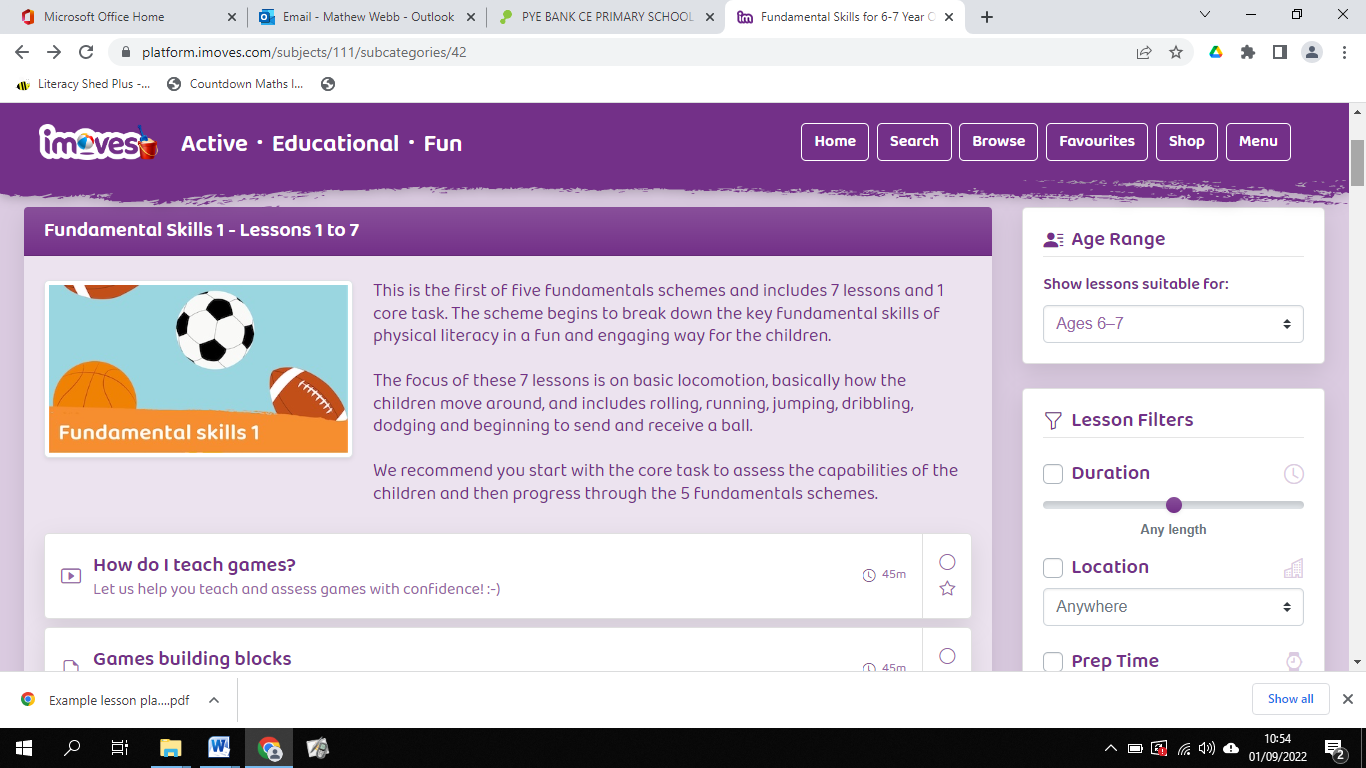 Microsoft Office Home
Email - Mathew Webb - Outlook
PYE BANK CE PRIMARY SCHOOL
Fundamental Skills for 6-7 Year O
platform.imoves.com/subjects/111/subcategories/42
Literacy Shed Plus -...
Countdown Maths I...
imoves
Active · Educational · Fun
Home
Search
Browse
Favourites
Shop
Menu
Fundamental Skills 1 - Lessons 1 to 7
Fundamental skills 1
This is the first of five fundamentals schemes and includes 7 lessons and 1
core task. The scheme begins to break down the key fundamental skills of
physical literacy in a fun and engaging way for the children.
The focus of these 7 lessons is on basic locomotion, basically how the
children move around, and includes rolling, running, jumping, dribbling,
dodging and beginning to send and receive a ball.
We recommend you start with the core task to assess the capabilities of the
children and then progress through the 5 fundamentals schemes.
How do I teach games?
Let us help you teach and assess games with confidence! :-)
45m
Games building blocks
45m
Age Range
Show lessons suitable for:
Ages 6–7
Lesson Filters
Duration
Any length
Location
Anywhere
Prep Time
Example lesson pla....pdf
Show all
10:54
01/09/2022
2